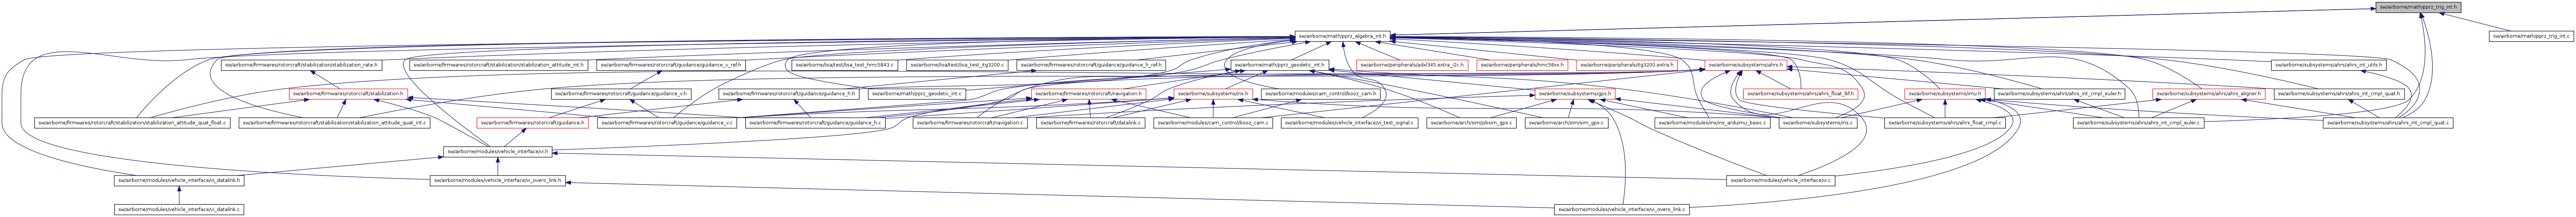 sw/airborne/math/pprz_trig_int.h
sw/airborne/math/pprz_algebra_int.h
sw/airborne/math/pprz_trig_int.c
sw/airborne/firmwares/rotorcraft/stabilization/stabilization_rate.h
sw/airborne/firmwares/rotorcraft/stabilization/stabilization_attitude_int.h
sw/airborne/firmwares/rotorcraft/guidance/guidance_v_ref.h
sw/airborne/lisa/test/lisa_test_hmc5843.c
sw/airborne/lisa/test/lisa_test_itg3200.c
sw/airborne/firmwares/rotorcraft/guidance/guidance_h_ref.h
sw/airborne/math/pprz_geodetic_int.h
sw/airborne/peripherals/adxl345.extra_i2c.h
sw/airborne/peripherals/hmc58xx.h
sw/airborne/peripherals/itg3200.extra.h
sw/airborne/subsystems/ahrs.h
sw/airborne/subsystems/ahrs/ahrs_int_utils.h
sw/airborne/firmwares/rotorcraft/stabilization.h
sw/airborne/firmwares/rotorcraft/guidance/guidance_v.h
sw/airborne/firmwares/rotorcraft/guidance/guidance_h.h
sw/airborne/math/pprz_geodetic_int.c
sw/airborne/firmwares/rotorcraft/navigation.h
sw/airborne/subsystems/ins.h
sw/airborne/modules/cam_control/booz_cam.h
sw/airborne/subsystems/gps.h
sw/airborne/subsystems/ahrs/ahrs_float_lkf.h
sw/airborne/subsystems/imu.h
sw/airborne/subsystems/ahrs/ahrs_int_cmpl_euler.h
sw/airborne/subsystems/ahrs/ahrs_aligner.h
sw/airborne/subsystems/ahrs/ahrs_int_cmpl_quat.h
sw/airborne/firmwares/rotorcraft/stabilization/stabilization_attitude_quat_float.c
sw/airborne/firmwares/rotorcraft/stabilization/stabilization_attitude_quat_int.c
sw/airborne/firmwares/rotorcraft/guidance.h
sw/airborne/firmwares/rotorcraft/guidance/guidance_v.c
sw/airborne/firmwares/rotorcraft/guidance/guidance_h.c
sw/airborne/firmwares/rotorcraft/navigation.c
sw/airborne/firmwares/rotorcraft/datalink.c
sw/airborne/modules/cam_control/booz_cam.c
sw/airborne/modules/vehicle_interface/vi_test_signal.c
sw/airborne/arch/sim/jsbsim_gps.c
sw/airborne/arch/sim/sim_gps.c
sw/airborne/modules/ins/ins_arduimu_basic.c
sw/airborne/subsystems/ins.c
sw/airborne/subsystems/ahrs/ahrs_float_cmpl.c
sw/airborne/subsystems/ahrs/ahrs_int_cmpl_euler.c
sw/airborne/subsystems/ahrs/ahrs_int_cmpl_quat.c
sw/airborne/modules/vehicle_interface/vi.h
sw/airborne/modules/vehicle_interface/vi_datalink.h
sw/airborne/modules/vehicle_interface/vi_overo_link.h
sw/airborne/modules/vehicle_interface/vi.c
sw/airborne/modules/vehicle_interface/vi_datalink.c
sw/airborne/modules/vehicle_interface/vi_overo_link.c